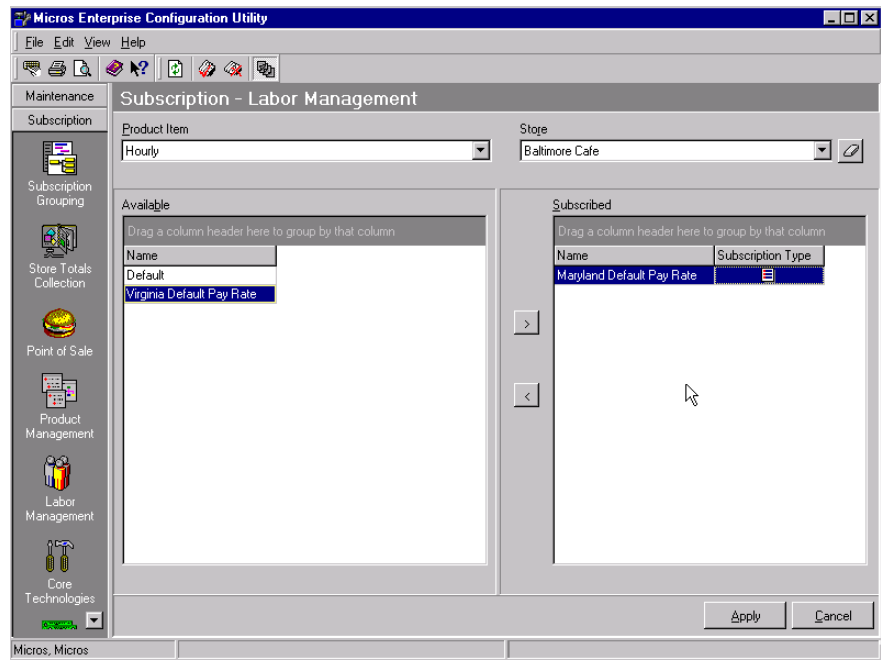 Micros Enterprise Configuration Utility
File Edit View Help
Maintenance
Subscription - Labor Management
Subscription
Product Item
Store
Hourly
Baltimore Cafe
Subscription
Grouping
Available
Subscribed
Drag a column header here to group by that column
Drag a column header here to group by that column
Name
Name Subscription Type
Default
Maryland Default Pay Rate
Virginia Default Pay Rate
Store Totals
Collection
>
Point of Sale
<
Product
Management
Labor
Management
Core
Technologies
Apply Cancel
Micros, Micros